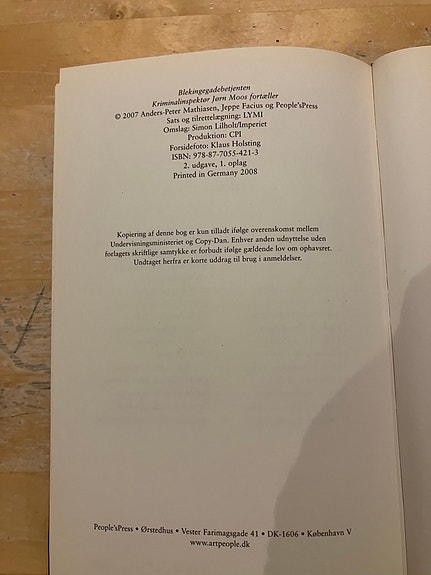 Blekingegadebetjenten
Kriminalinspektør Jørn Moos fortæller
© 2007 Anders-Peter Mathiasen, Jeppe Facius og People'sPress
Sats og tilrettelægning: LYMI
Omslag: Simon Lilholt/Imperiet
Produktion: CPI
Forsidefoto: Klaus Holsting
ISBN: 978-87-7055-421-3
2. udgave, 1. oplag
Printed in Germany 2008
Kopiering af denne bog er kun tilladt ifølge overenskomst mellem
Undervisningsministeriet og Copy-Dan. Enhver anden udnyttelse uden
forlagets skriftlige samtykke er forbudt ifølge gældende lov om ophavsret.
Undtaget herfra er korte uddrag til brug i anmeldelser.
People'sPress • Ørstedhus • Vester Farimagsgade 41 • DK-1606 • København V
www.artpeople.dk